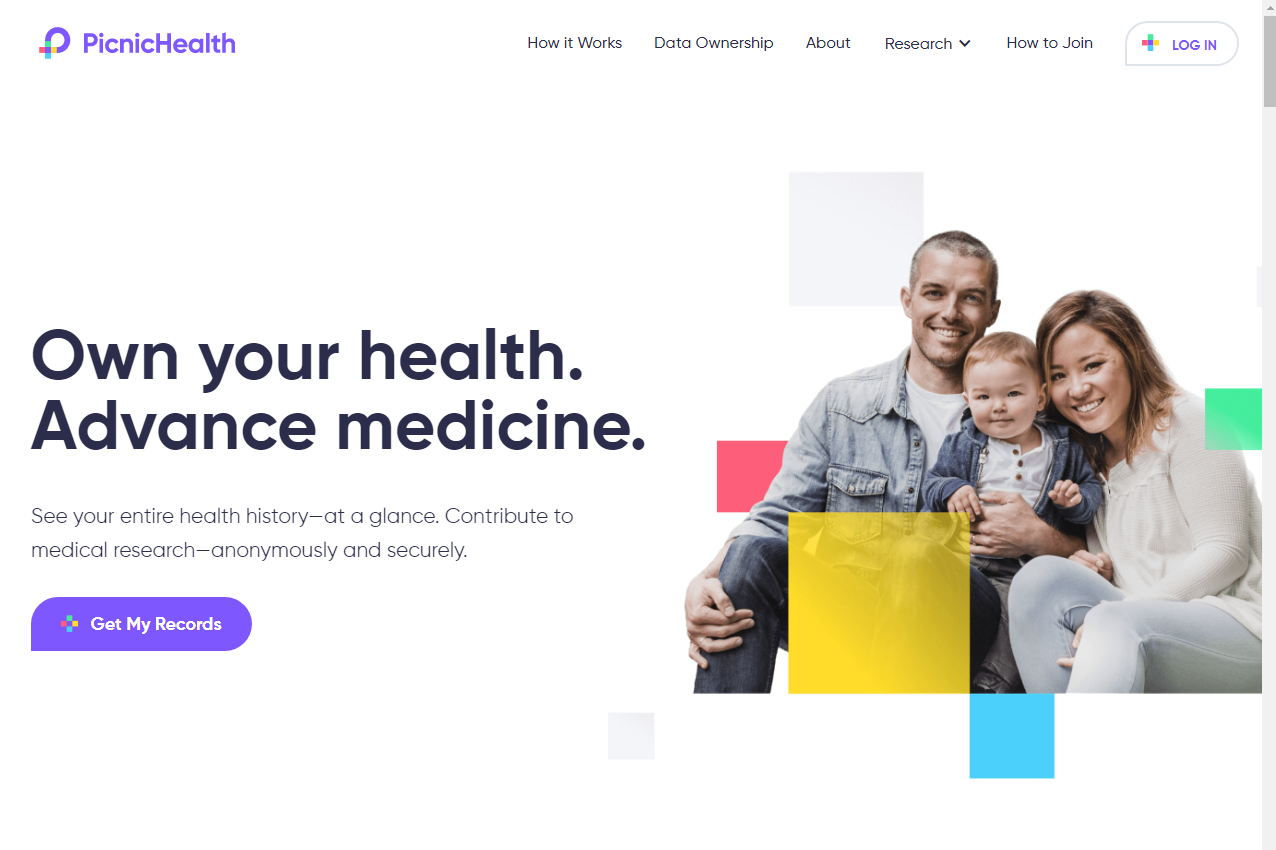 PicnicHealth
How it Works
Data Ownership
About
Research
How to Join
LOG IN
Own your health.
Advance medicine.
See your entire health history—at a glance. Contribute to
medical research—anonymously and securely.
Get My Records